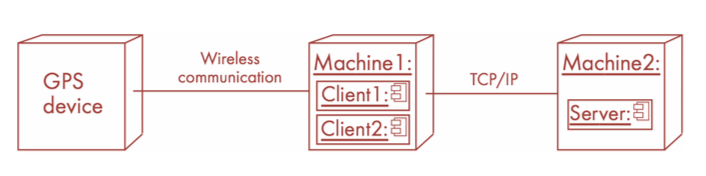 GPS
device
Wireless
communication
Machine1:
Client1:
Client2:
TCP/IP
Machine2:
Server: